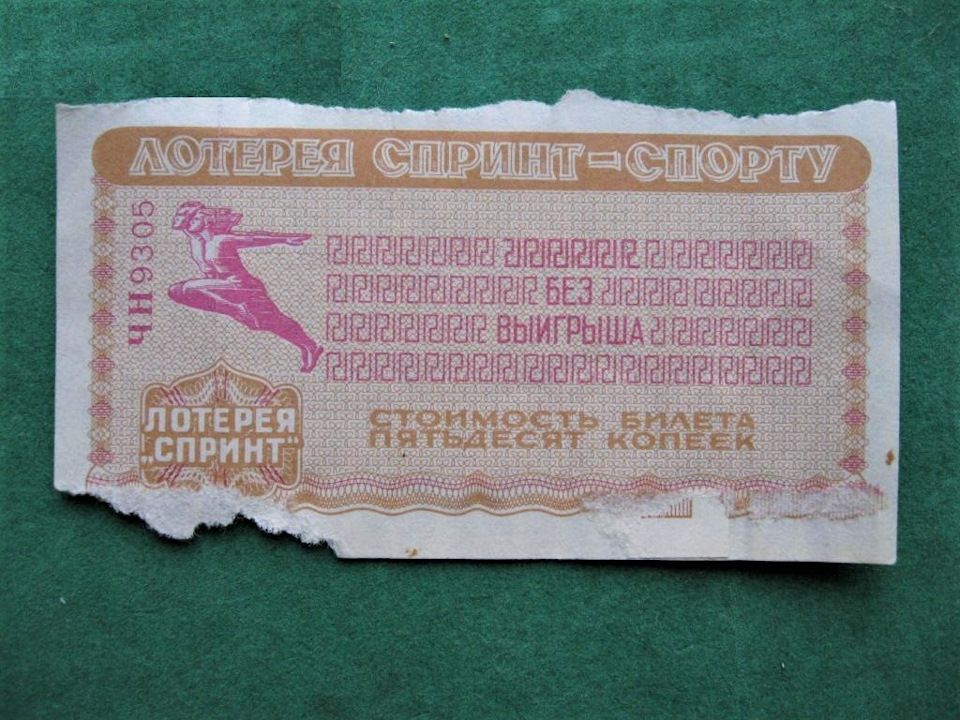 ЛОТЕРЕЯ СПРИНТ-СПОРТУ
ЧН9305
БЕЗ
ВЫИГРЫША
ЛОТЕРЕЯ
„СПРИНТ"
СТОИМОСТЬ БИЛЕТА
ПЯТЬДЕСЯТ КОПЕЕК